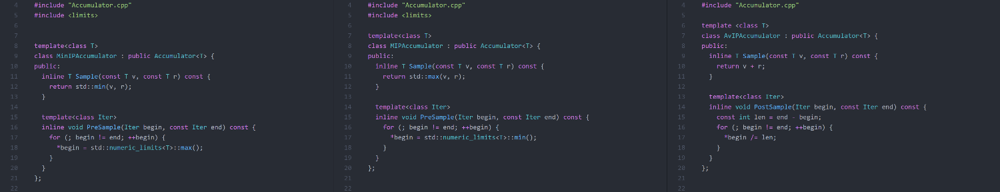 4 #include "Accumulator.cpp"
5 #include <limits>
6
7
8 template<class T>
9 class MinIPAccumulator : public Accumulator<T> {
10 public:
11 inline T Sample(const T v, const T r) const {
12 return std::min(v, r);
13 }
14
15 template<class Iter>
16 inline void PreSample(Iter begin, const Iter end) const {
17 for (; begin != end; ++begin) {
18 *begin = std::numeric_limits<T>::max();
19 }
20 }
21 };
22
4 #include "Accumulator.cpp"
5 #include <limits>
6
7 template<class T>
8 class MIPAccumulator : public Accumulator<T> {
9 public:
10 inline T Sample(const T v, const T r) const {
11 return std::max(v, r);
12 }
13
14 template<class Iter>
15 inline void PreSample(Iter begin, const Iter end) const {
16 for (; begin != end; ++begin) {
17 *begin = std::numeric_limits<T>::min();
18 }
19 }
20 };
21
22
4 #include "Accumulator.cpp"
5
6 template <class T>
7 class AvIPAccumulator : public Accumulator<T> {
8 public:
9 inline T Sample(const T v, const T r) const {
10 return v + r;
11 }
12
13 template<class Iter>
14 inline void PostSample(Iter begin, const Iter end) const {
15 const int len = end - begin;
16 for (; begin != end; ++begin) {
17 *begin /= len;
18 }
19 }
20 };
21
22